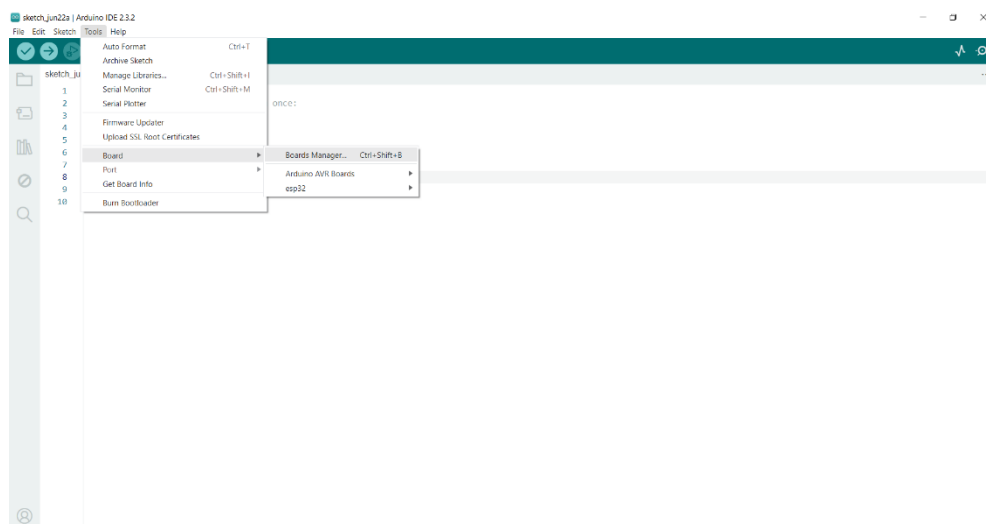 sketch_jun22a | Arduino IDE 2.3.2
File Edit Sketch Tools Help
Auto Format Ctrl+T
Archive Sketch
Manage Libraries... Ctrl+Shift+I
Serial Monitor Ctrl+Shift+M
Serial Plotter
Firmware Updater
Upload SSL Root Certificates
Board
Port
Get Board Info
Burn Bootloader
Boards Manager... Ctrl+Shift+B
Arduino AVR Boards
esp32
sketch_ju
1
2 once:
3
4
5
6
7
8
9
10